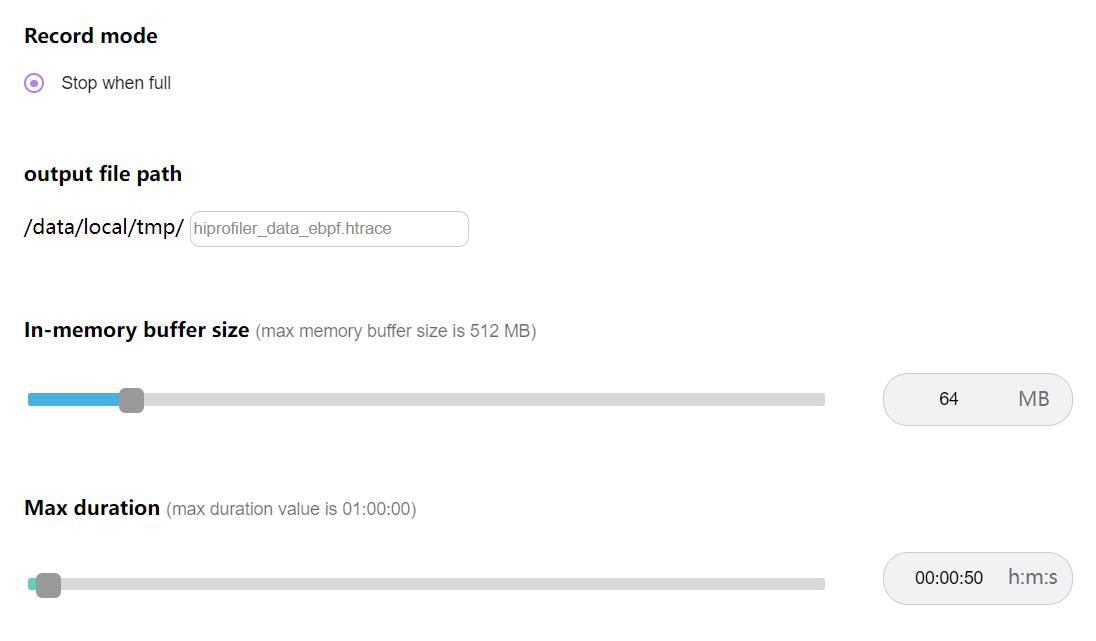 Record mode
Stop when full
output file path
/data/local/tmp/ hiprofiler_data_ebpf.htrace
In-memory buffer size (max memory buffer size is 512 MB)
64 MB
Max duration (max duration value is 01:00:00)
00:00:50 h:m:s